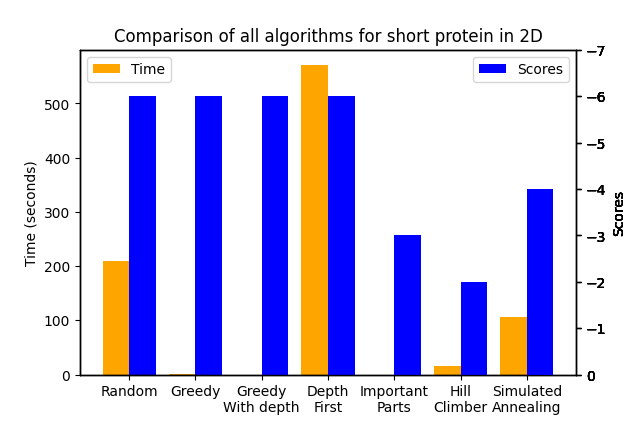 Comparison of all algorithms for short protein in 2D
Time
Scores
Time (seconds)
500
400
300
200
100
0
−7
−6
−5
−4
−3
−2
−1
0
Scores
Random
Greedy
Greedy
With depth
Depth
First
Important
Parts
Hill
Climber
Simulated
Annealing